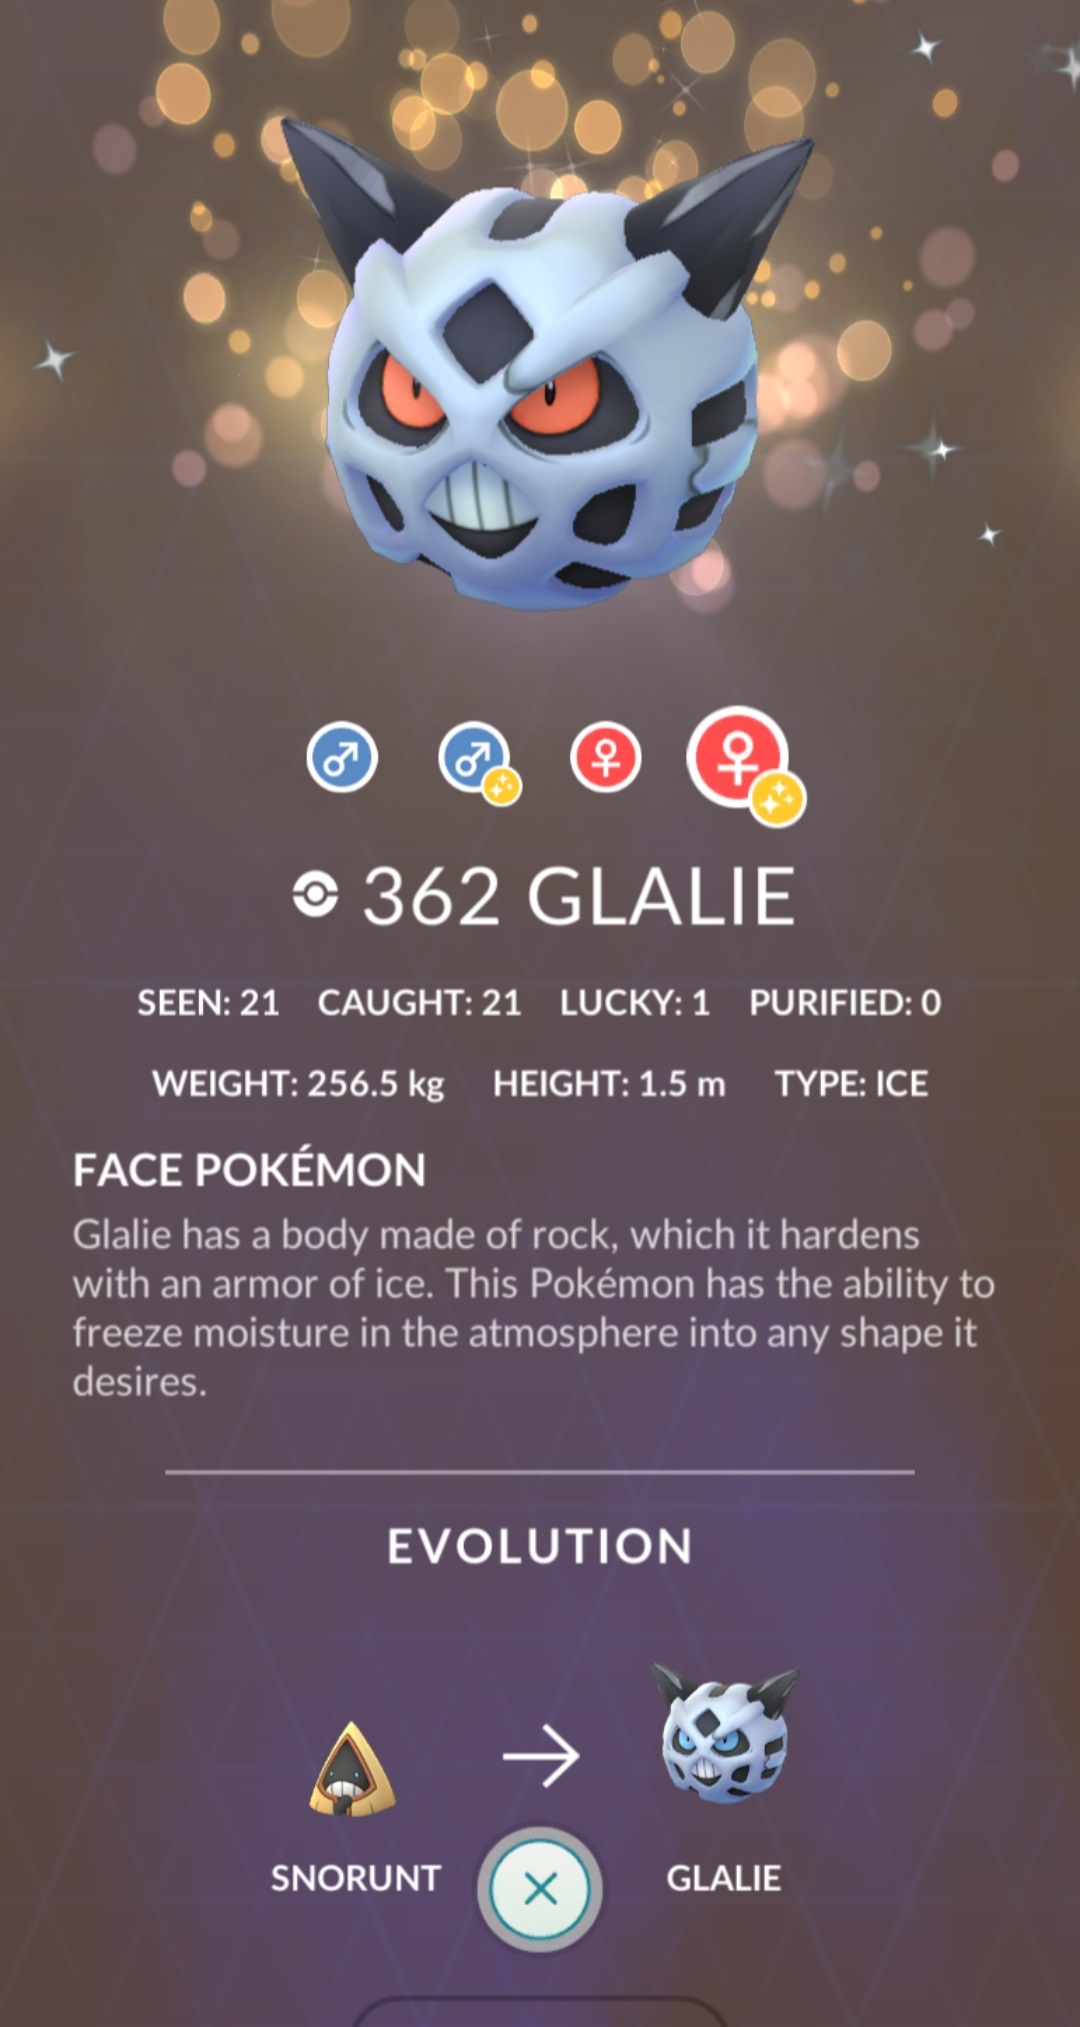 362 GLALIE
SEEN: 21 CAUGHT: 21 LUCKY: 1 PURIFIED: 0
WEIGHT: 256.5 kg HEIGHT: 1.5 m TYPE: ICE
FACE POKÉMON
Glalie has a body made of rock, which it hardens
with an armor of ice. This Pokémon has the ability to
freeze moisture in the atmosphere into any shape it
desires.
EVOLUTION
SNORUNT GLALIE